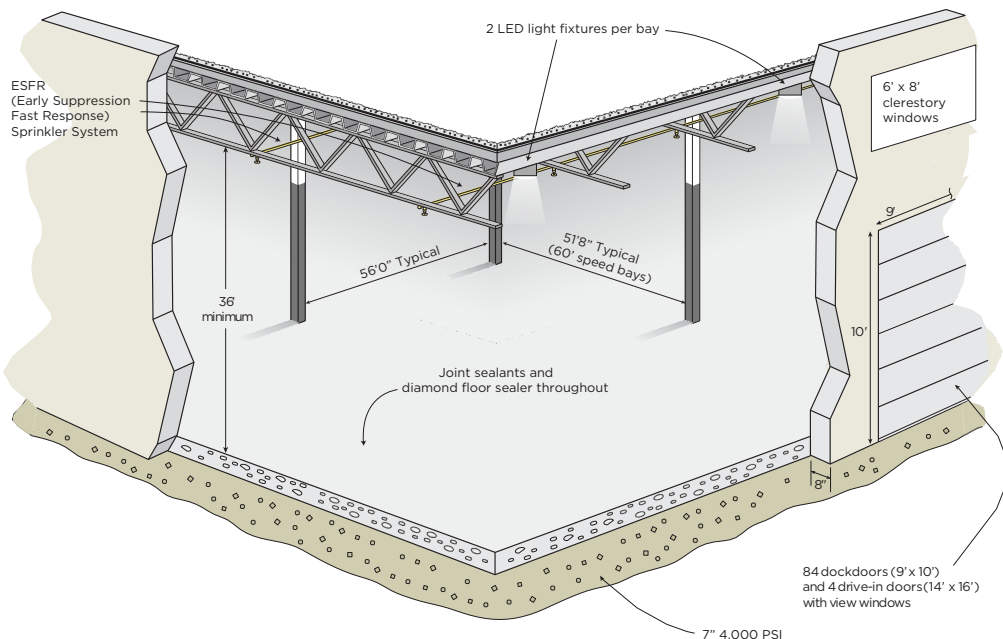 2 LED light fixtures per bay
ESFR
(Early Suppression
Fast Response)
Sprinkler System
6' x 8'
clerestory
windows
9'
56'0" Typical
51'8" Typical
(60' speed bays)
36'
minimum
10'
Joint sealants and
diamond floor sealer throughout
8"
84 dockdoors (9' x 10')
and 4 drive-in doors (14' x 16')
with view windows
7" 4,000 PSI